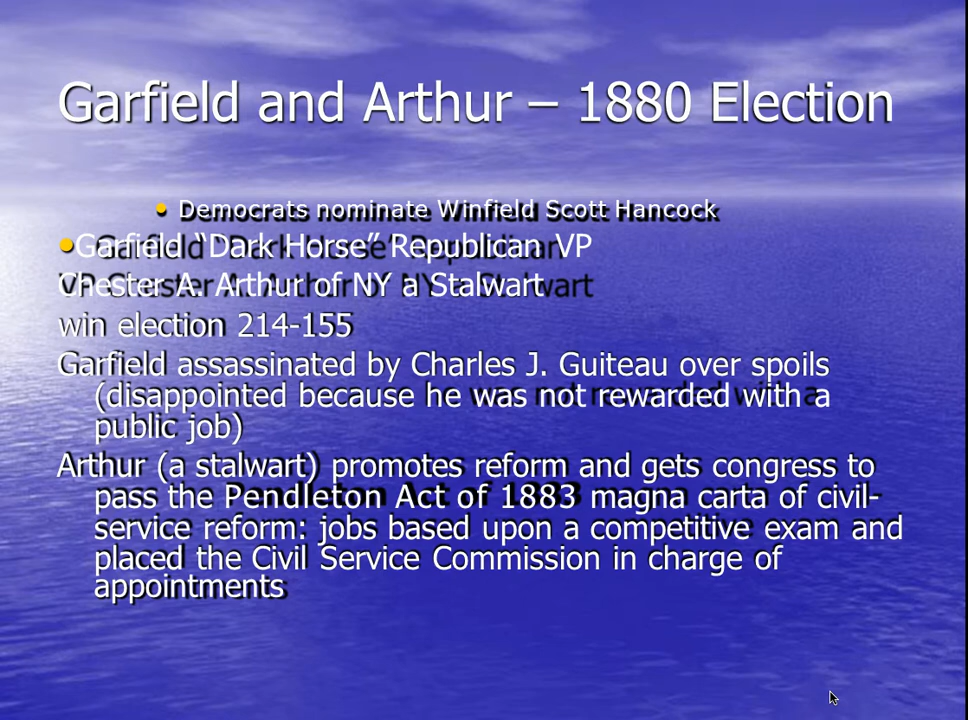 Garfield and Arthur – 1880 Election
• Democrats nominate Winfield Scott Hancock
•Garfield “Dark Horse” Republican VP
Chester A. Arthur of NY a Stalwart
win election 214-155
Garfield assassinated by Charles J. Guiteau over spoils
(disappointed because he was not rewarded with a
public job)
Arthur (a stalwart) promotes reform and gets congress to
pass the Pendleton Act of 1883 magna carta of civil-
service reform: jobs based upon a competitive exam and
placed the Civil Service Commission in charge of
appointments